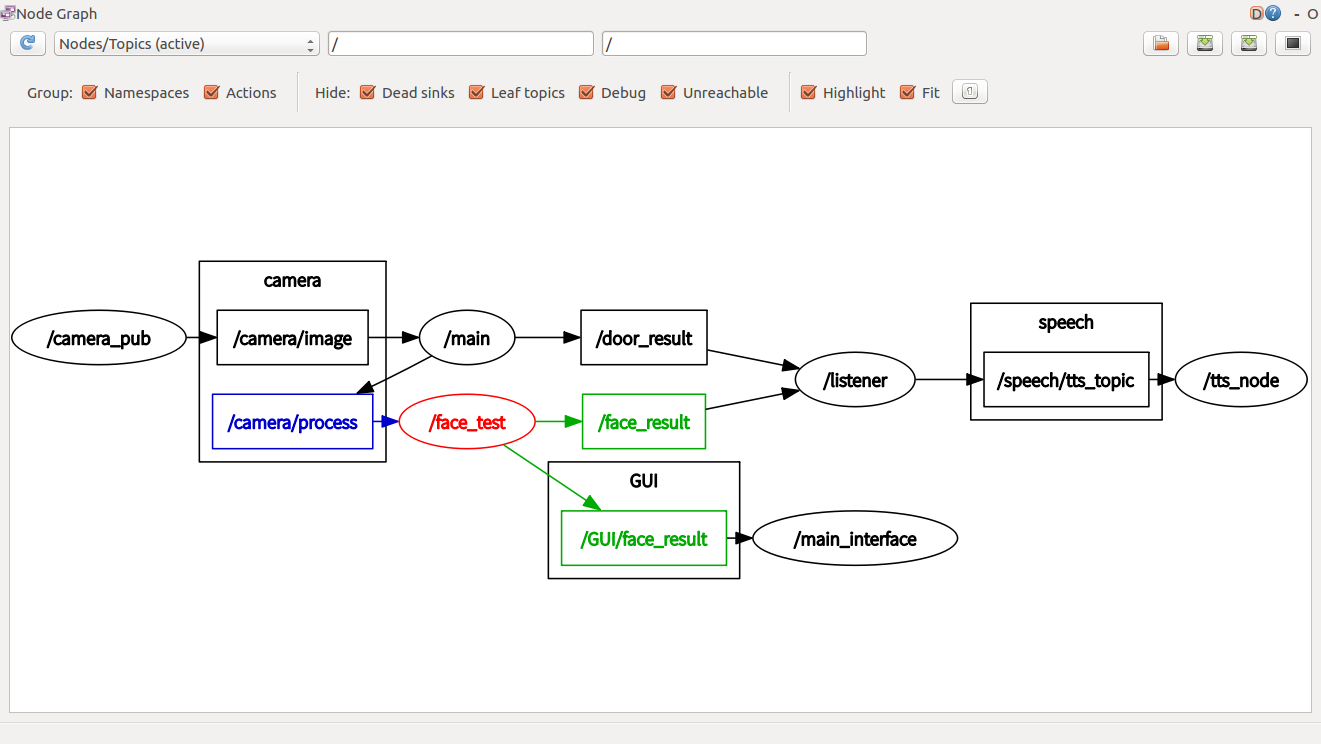 Node Graph
D ? - O
Nodes/Topics (active) / /
Group: Namespaces Actions Hide: Dead sinks Leaf topics Debug Unreachable Highlight Fit
camera
/camera_pub /camera/image /main /door_result
speech
/listener /speech/tts_topic /tts_node
/camera/process /face_test /face_result
GUI
/GUI/face_result /main_interface